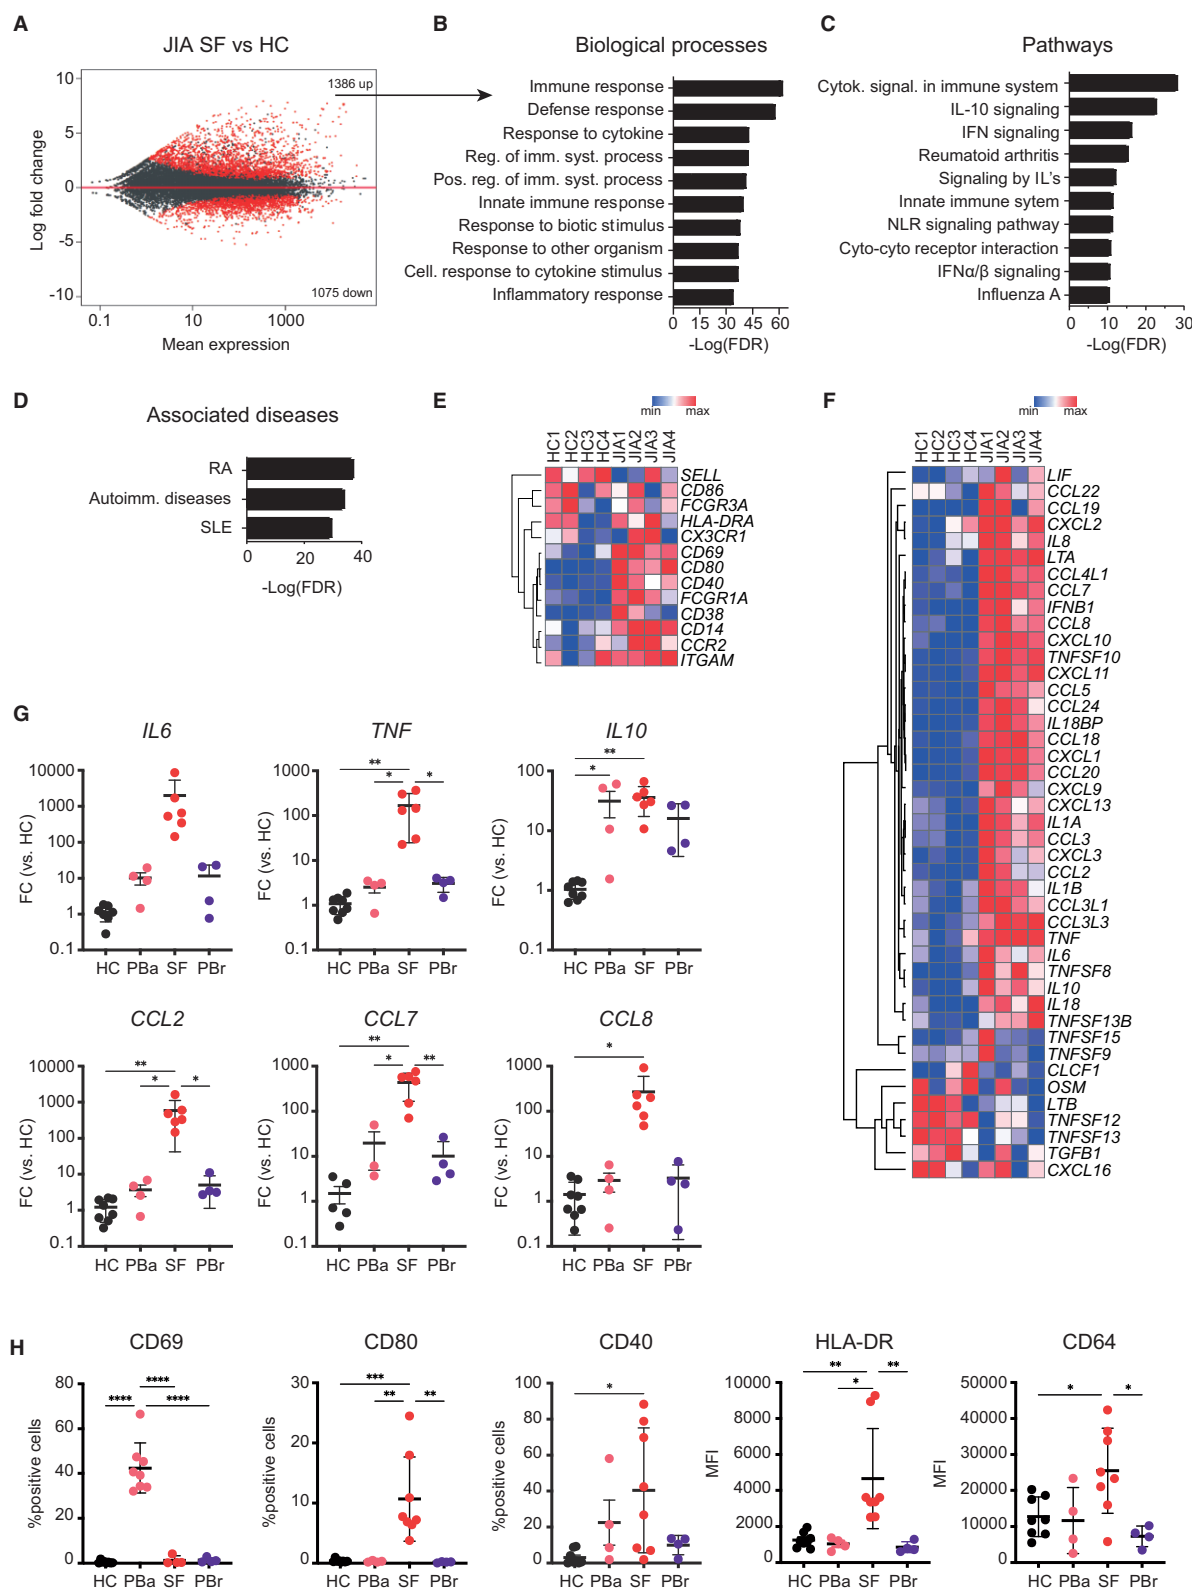 A
JIA SF vs HC
10
5
0
-5
-10
Log fold change
1386 up
1075 down
0.1
10
1000
Mean expression
B
Biological processes
Immune response
Defense response
Response to cytokine
Reg. of imm. syst. process
Pos. reg. of imm. syst. process
Innate immune response
Response to biotic stimulus
Response to other organism
Cell. response to cytokine stimulus
Inflammatory response
0 15 30 45 60
-Log(FDR)
C
Pathways
Cytok. signal. in immune system
IL-10 signaling
IFN signaling
Reumatoid arthritis
Signaling by IL's
Innate immune sytem
NLR signaling pathway
Cyto-cyto receptor interaction
IFNα/β signaling
Influenza A
0 10 20 30
-Log(FDR)
D
Associated diseases
RA
Autoimm. diseases
SLE
0 20 40
-Log(FDR)
E
min max
HC1 HC2 HC3 HC4 JIA1 JIA2 JIA3 JIA4
SELL
CD86
FCGR3A
HLA-DRA
CX3CR1
CD69
CD80
CD40
FCGR1A
CD38
CD14
CCR2
ITGAM
F
min max
HC1 HC2 HC3 HC4 JIA1 JIA2 JIA3 JIA4
LIF
CCL22
CCL19
CXCL2
IL8
LTA
CCL4L1
CCL7
IFNB1
CCL8
CXCL10
TNFSF10
CXCL11
CCL5
CCL24
IL18BP
CCL18
CXCL1
CCL20
CXCL9
CXCL13
IL1A
CCL3
CXCL3
CCL2
IL1B
CCL3L1
CCL3L3
TNF
IL6
TNFSF8
IL10
IL18
TNFSF13B
TNFSF15
TNFSF9
CLCF1
OSM
LTB
TNFSF12
TNFSF13
TGFB1
CXCL16
G
IL6
FC (vs. HC)
10000
1000
100
10
1
0.1
HC PBa SF PBr
TNF
FC (vs. HC)
1000
100
10
1
0.1
**
* *
HC PBa SF PBr
IL10
FC (vs. HC)
100
10
1
0.1
**
*
HC PBa SF PBr
CCL2
FC (vs. HC)
10000
1000
100
10
1
0.1
**
* *
HC PBa SF PBr
CCL7
FC (vs. HC)
1000
100
10
1
0.1
**
* **
HC PBa SF PBr
CCL8
FC (vs. HC)
1000
100
10
1
0.1
*
HC PBa SF PBr
H
CD69
%positive cells
80
60
40
20
0
****
**** ****
HC PBa SF PBr
CD80
%positive cells
30
20
10
0
***
** **
HC PBa SF PBr
CD40
%positive cells
100
80
60
40
20
0
*
HC PBa SF PBr
HLA-DR
MFI
10000
8000
6000
4000
2000
0
** **
*
HC PBa SF PBr
CD64
MFI
50000
40000
30000
20000
10000
0
* *
HC PBa SF PBr